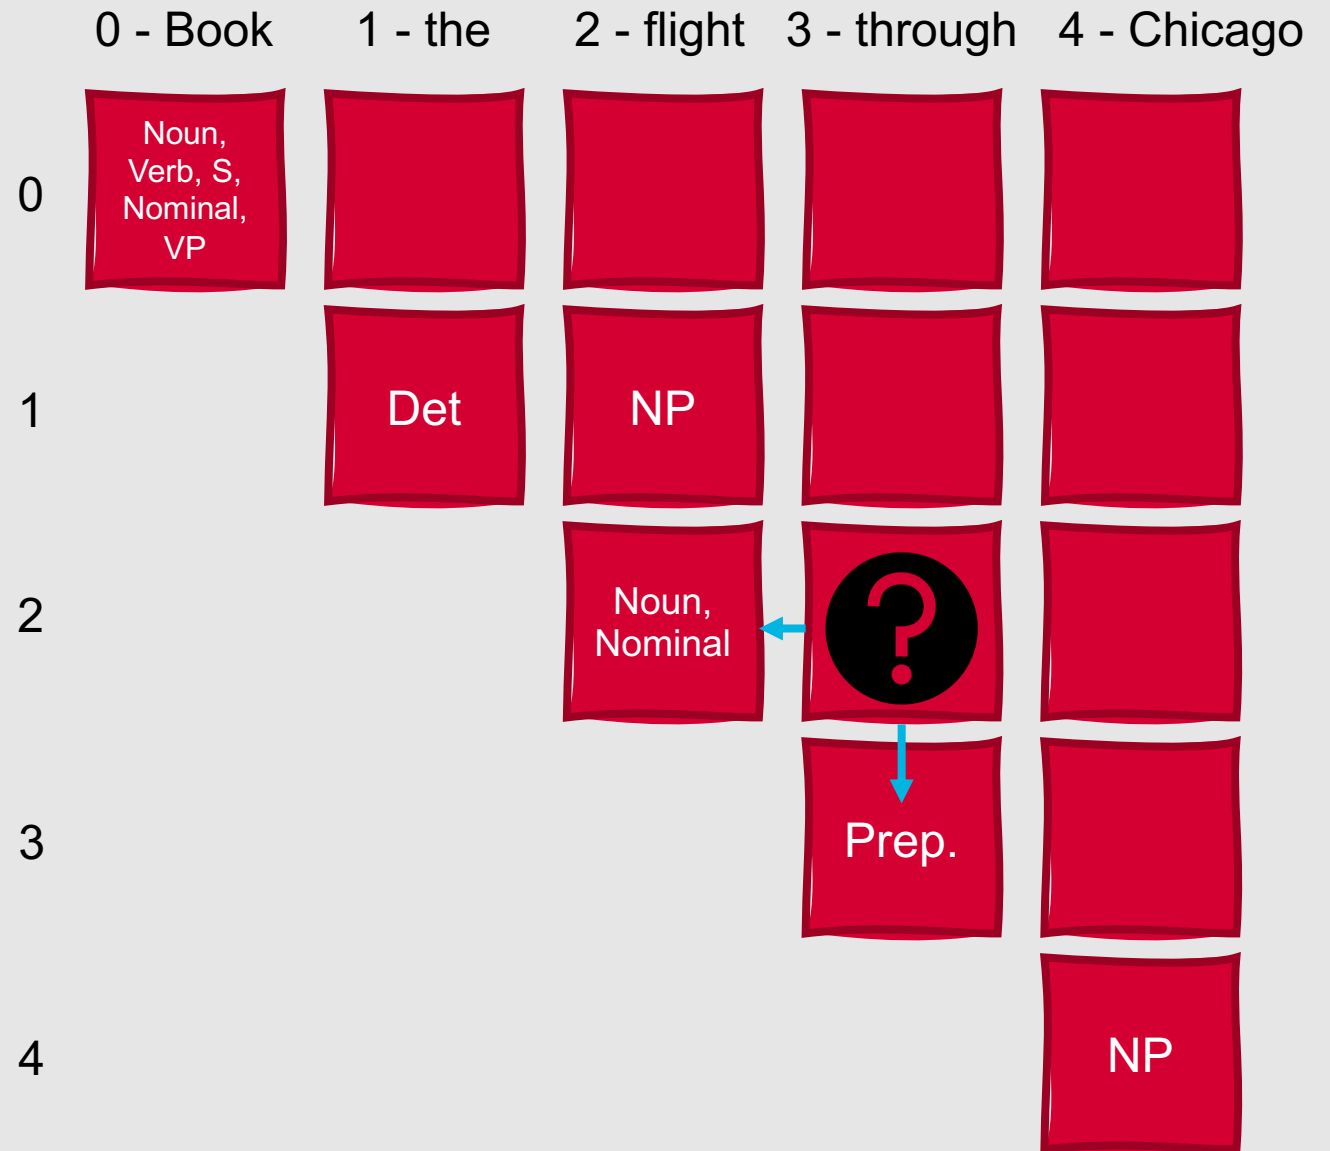 0 - Book 1 - the 2 - flight 3 - through 4 - Chicago
0
Noun,
Verb, S,
Nominal,
VP
1
Det NP
2
Noun,
Nominal
?
3
Prep.
4
NP